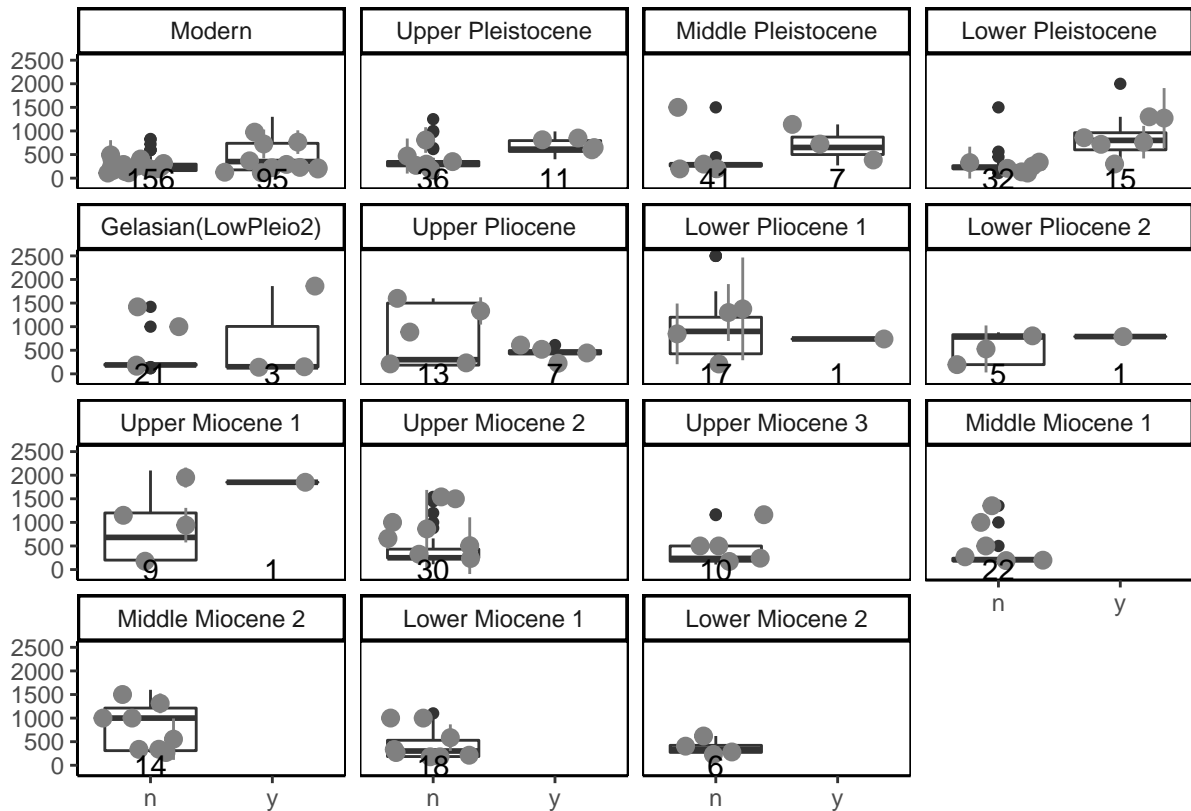 Modern Upper Pleistocene Middle Pleistocene Lower Pleistocene
2500
2000
1500
1000
500
0
156 95 36 11 41 7 32 15
Gelasian(LowPleio2) Upper Pliocene Lower Pliocene 1 Lower Pliocene 2
2500
2000
1500
1000
500
0
21 3 13 7 17 1 5 1
Upper Miocene 1 Upper Miocene 2 Upper Miocene 3 Middle Miocene 1
2500
2000
1500
1000
500
0
9 1 30 10 22
n y
Middle Miocene 2 Lower Miocene 1 Lower Miocene 2
2500
2000
1500
1000
500
0
14 18 6
n y n y n y